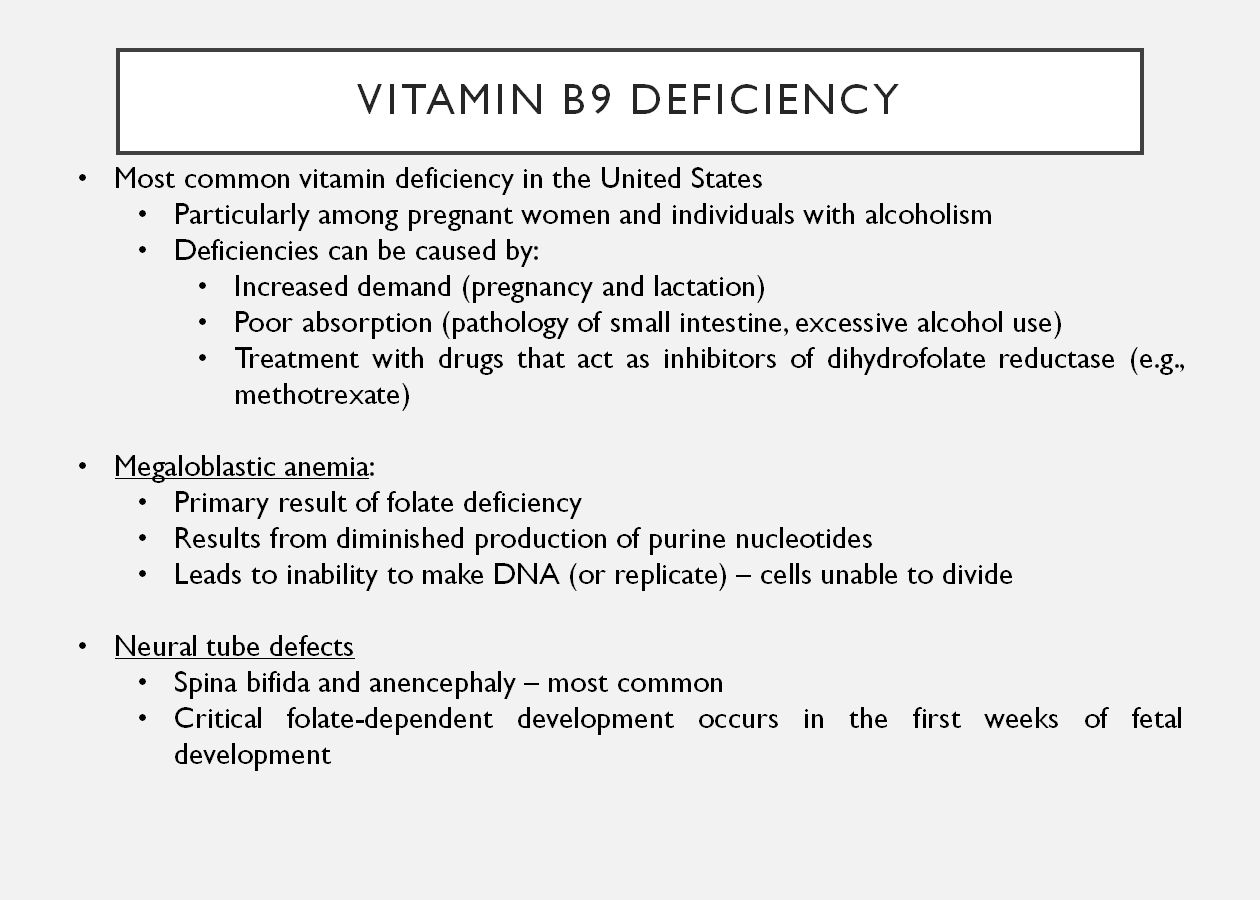 VITAMIN B9 DEFICIENCY
• Most common vitamin deficiency in the United States
• Particularly among pregnant women and individuals with alcoholism
• Deficiencies can be caused by:
• Increased demand (pregnancy and lactation)
• Poor absorption (pathology of small intestine, excessive alcohol use)
• Treatment with drugs that act as inhibitors of dihydrofolate reductase (e.g.,
methotrexate)
• Megaloblastic anemia:
• Primary result of folate deficiency
• Results from diminished production of purine nucleotides
• Leads to inability to make DNA (or replicate) – cells unable to divide
• Neural tube defects
• Spina bifida and anencephaly – most common
• Critical folate-dependent development occurs in the first weeks of fetal
development